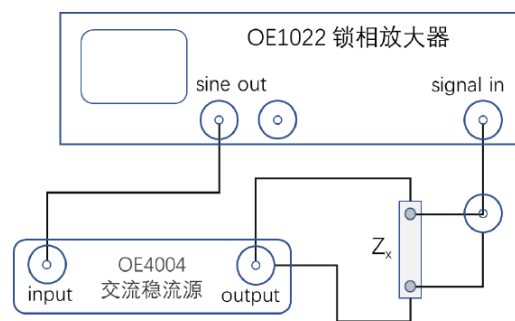 OE1022 锁相放大器
sine out
signal in
Zx
OE4004
交流稳流源
input
output